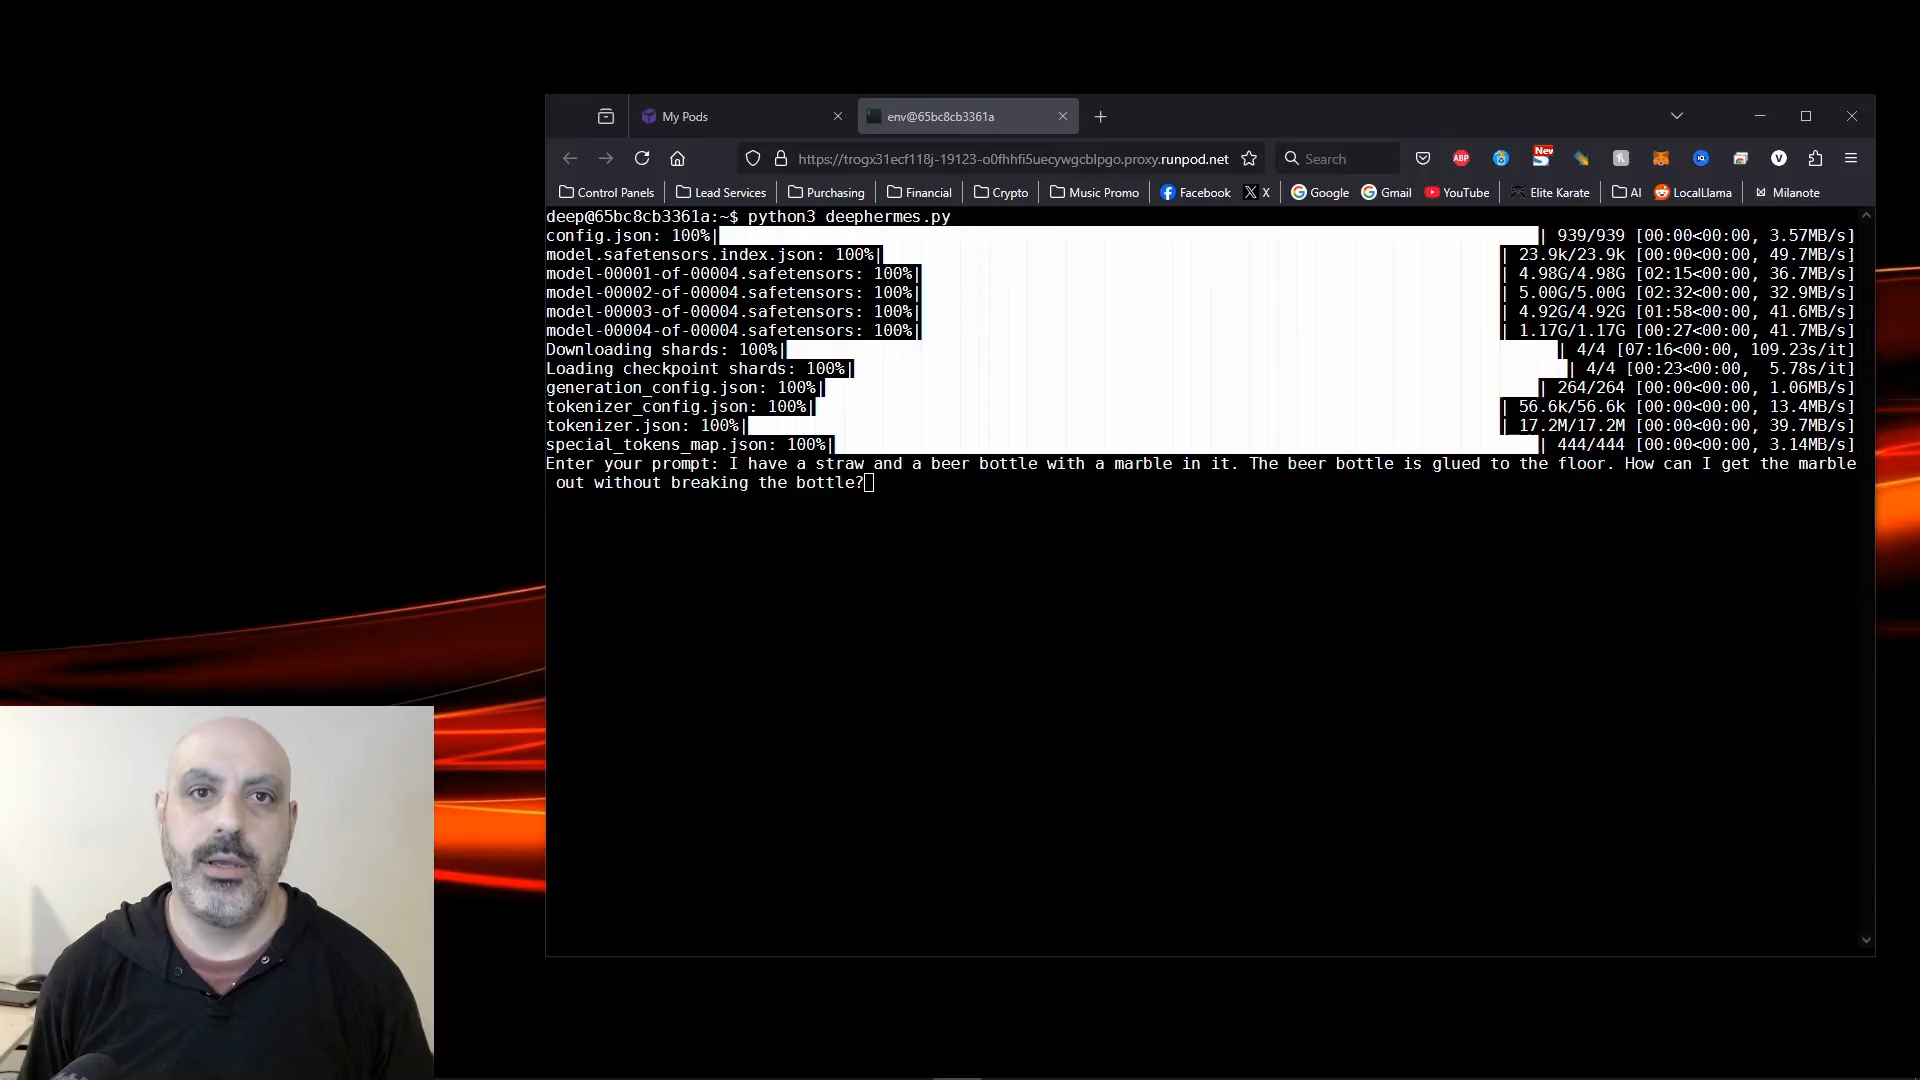 My Pods
env@65bc8cb3361a
https://trogx31ecf118j-19123-o0fhhfi5uecywgcblpgo.proxy.runpod.net
Search
ABP
New
Control Panels
Lead Services
Purchasing
Financial
Crypto
Music Promo
Facebook
X
Google
Gmail
YouTube
Elite Karate
AI
LocalLlama
Milanote
deep@65bc8cb3361a:~$ python3 deephermes.py
config.json: 100%| | 939/939 [00:00<00:00, 3.57MB/s]
model.safetensors.index.json: 100%| | 23.9k/23.9k [00:00<00:00, 49.7MB/s]
model-00001-of-00004.safetensors: 100%| | 4.98G/4.98G [02:15<00:00, 36.7MB/s]
model-00002-of-00004.safetensors: 100%| | 5.00G/5.00G [02:32<00:00, 32.9MB/s]
model-00003-of-00004.safetensors: 100%| | 4.92G/4.92G [01:58<00:00, 41.6MB/s]
model-00004-of-00004.safetensors: 100%| | 1.17G/1.17G [00:27<00:00, 41.7MB/s]
Downloading shards: 100%| | 4/4 [07:16<00:00, 109.23s/it]
Loading checkpoint shards: 100%| | 4/4 [00:23<00:00,  5.78s/it]
generation_config.json: 100%| | 264/264 [00:00<00:00, 1.06MB/s]
tokenizer_config.json: 100%| | 56.6k/56.6k [00:00<00:00, 13.4MB/s]
tokenizer.json: 100%| | 17.2M/17.2M [00:00<00:00, 39.7MB/s]
special_tokens_map.json: 100%| | 444/444 [00:00<00:00, 3.14MB/s]
Enter your prompt: I have a straw and a beer bottle with a marble in it. The beer bottle is glued to the floor. How can I get the marble
out without breaking the bottle?